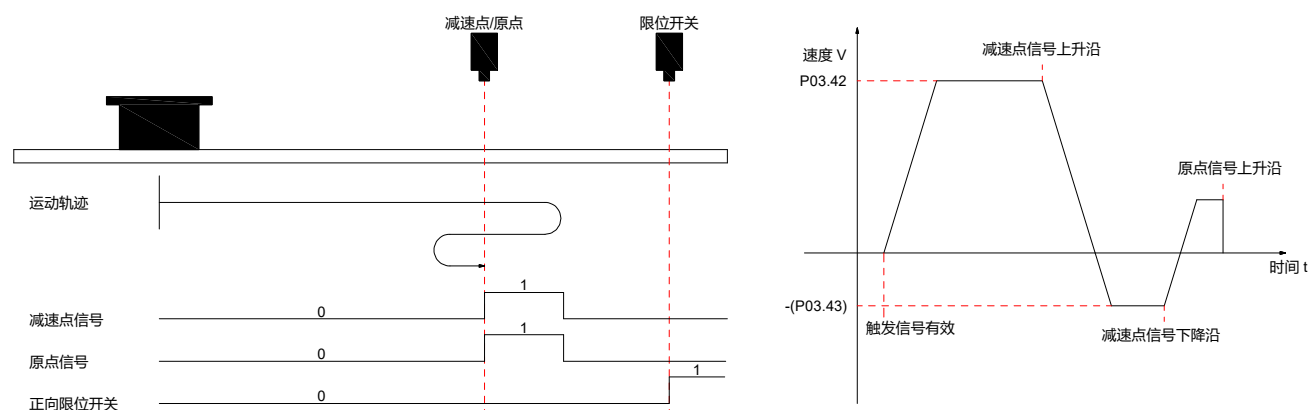 减速点/原点
限位开关
运动轨迹
减速点信号
0
1
原点信号
0
1
正向限位开关
0
1
速度 V
P03.42
减速点信号上升沿
原点信号上升沿
时间 t
-(P03.43)
触发信号有效
减速点信号下降沿